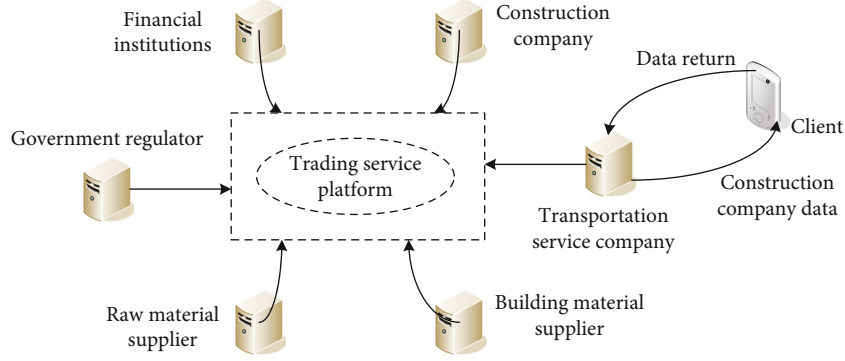 Financial
institutions
Construction
company
Data return
Client
Government regulator
Trading service
platform
Construction
company data
Transportation
service company
Raw material
supplier
Building material
supplier